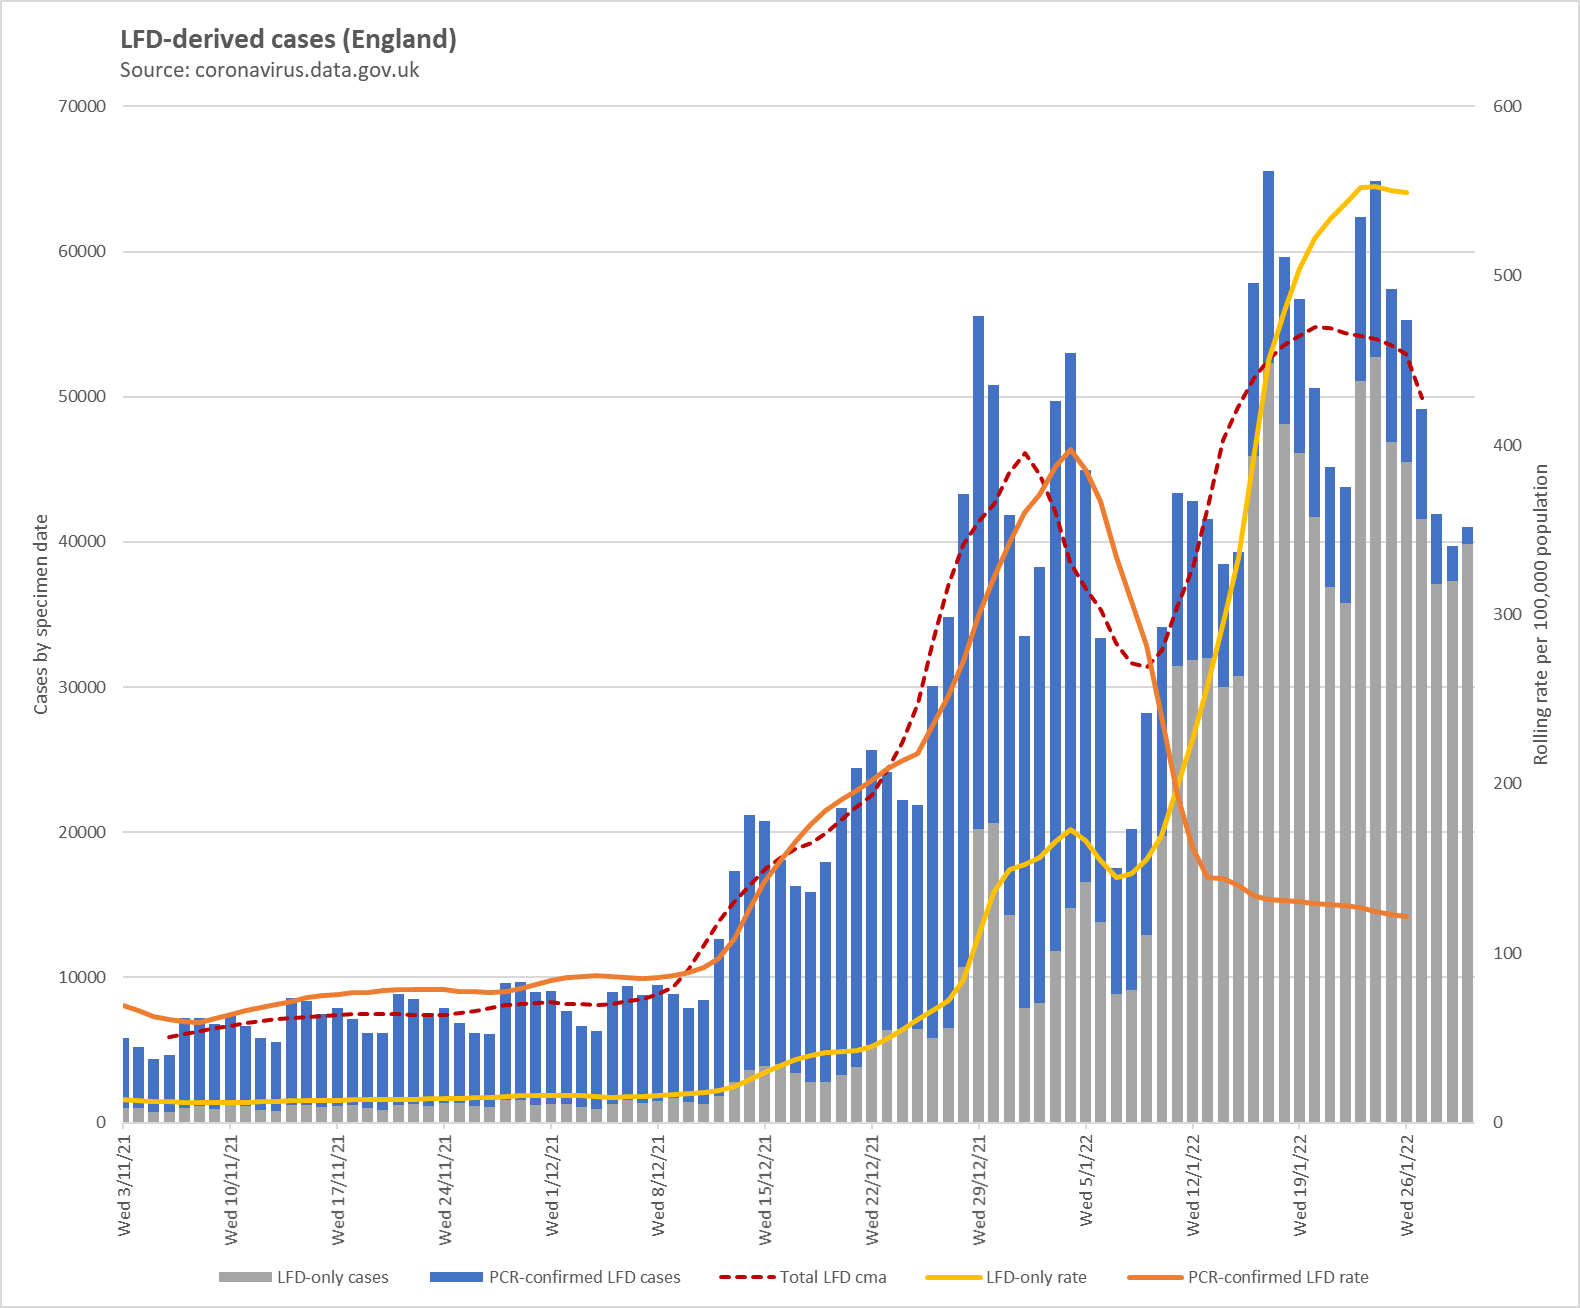 LFD-derived cases (England)
Source: coronavirus.data.gov.uk
70000
60000
50000
40000
30000
20000
10000
0
Cases by specimen date
600
500
400
300
200
100
0
Rolling rate per 100,000 population
Wed 3/11/21
Wed 10/11/21
Wed 17/11/21
Wed 24/11/21
Wed 1/12/21
Wed 8/12/21
Wed 15/12/21
Wed 22/12/21
Wed 29/12/21
Wed 5/1/22
Wed 12/1/22
Wed 19/1/22
Wed 26/1/22
LFD-only cases
PCR-confirmed LFD cases
Total LFD cma
LFD-only rate
PCR-confirmed LFD rate